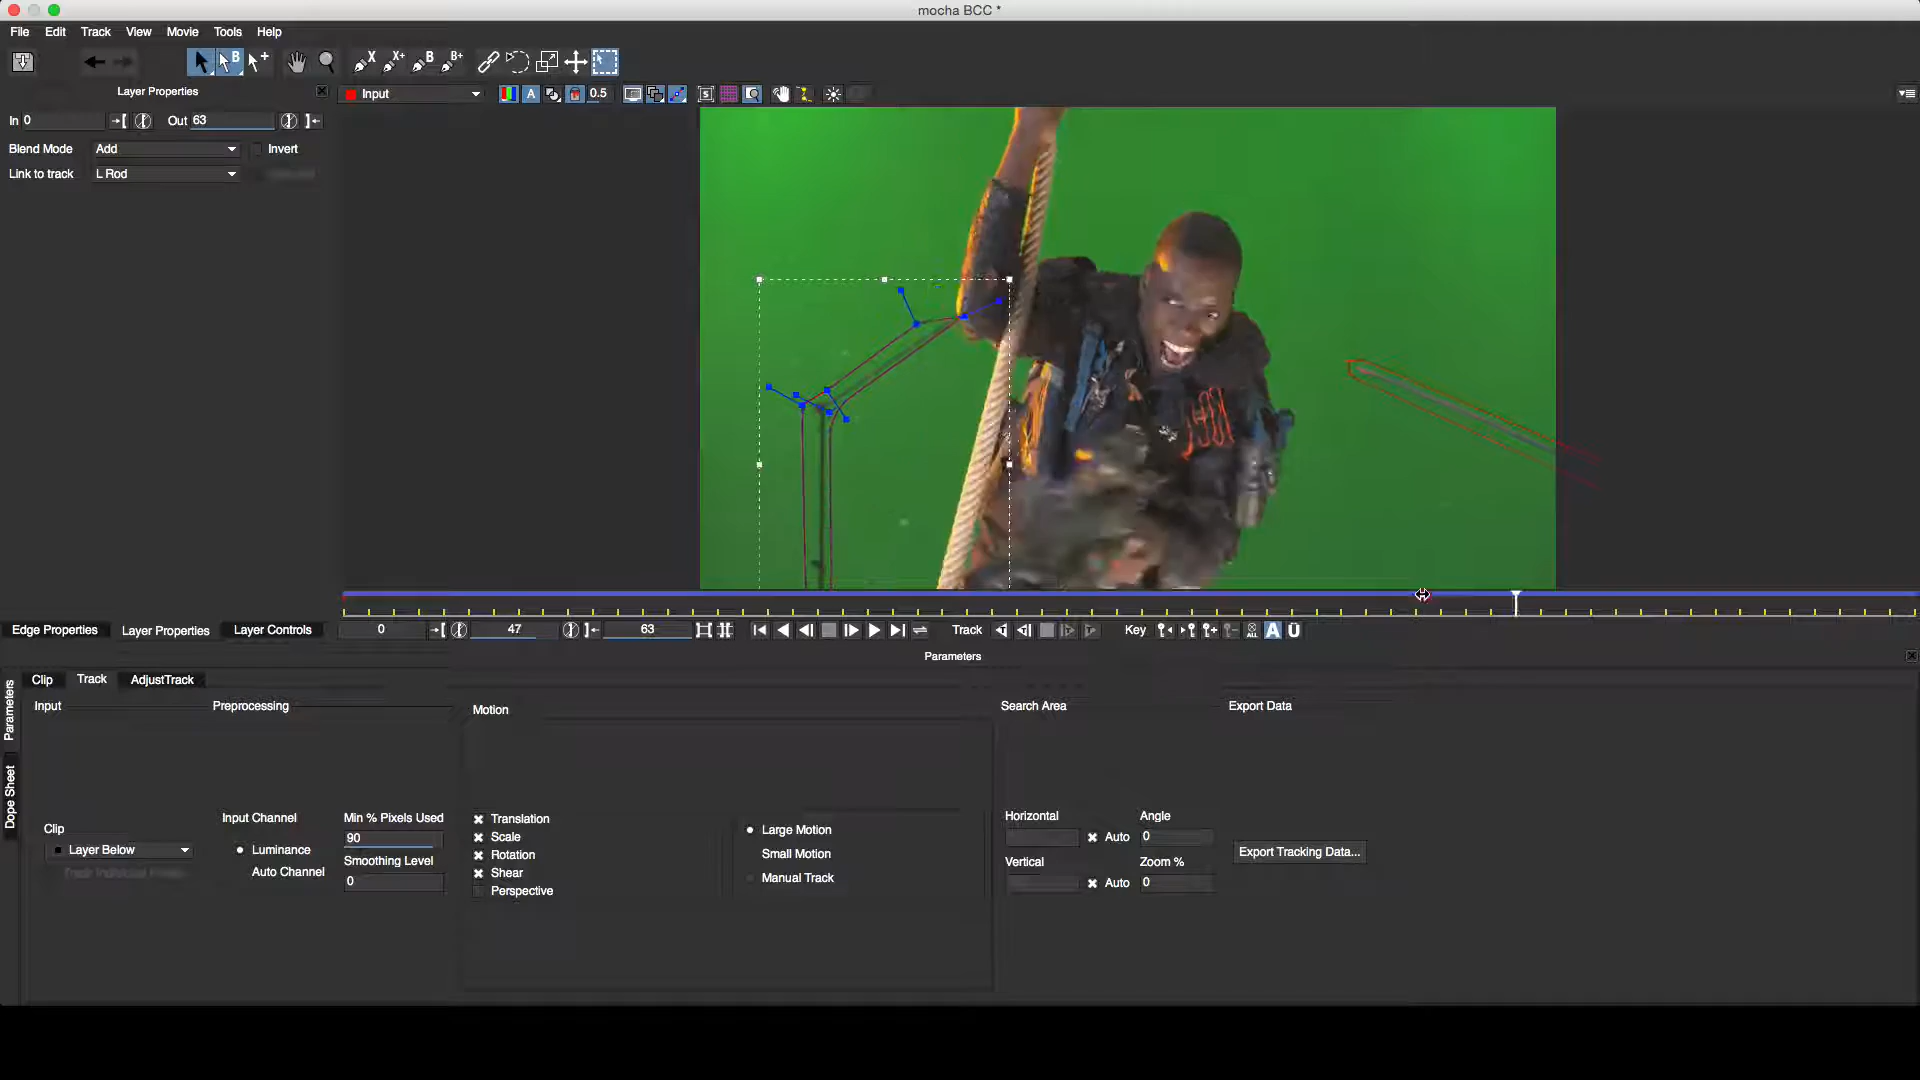 mocha BCC *
File Edit Track View Movie Tools Help
B + X X+ B B+
Layer Properties
Input
A 0.5
In 0 Out 63
Blend Mode Add Invert
Link to track L Rod
Edge Properties Layer Properties Layer Controls
0 47 63 Track Key ALL A Ü
Parameters
Clip Track AdjustTrack
Parameters
Dope Sheet
Input Preprocessing Motion Search Area Export Data
Clip
Layer Below
Input Channel
Luminance
Auto Channel
Min % Pixels Used
90
Smoothing Level
0
Translation
Scale
Rotation
Shear
Perspective
Large Motion
Small Motion
Manual Track
Horizontal Angle
Auto 0
Vertical Zoom %
Auto 0
Export Tracking Data...